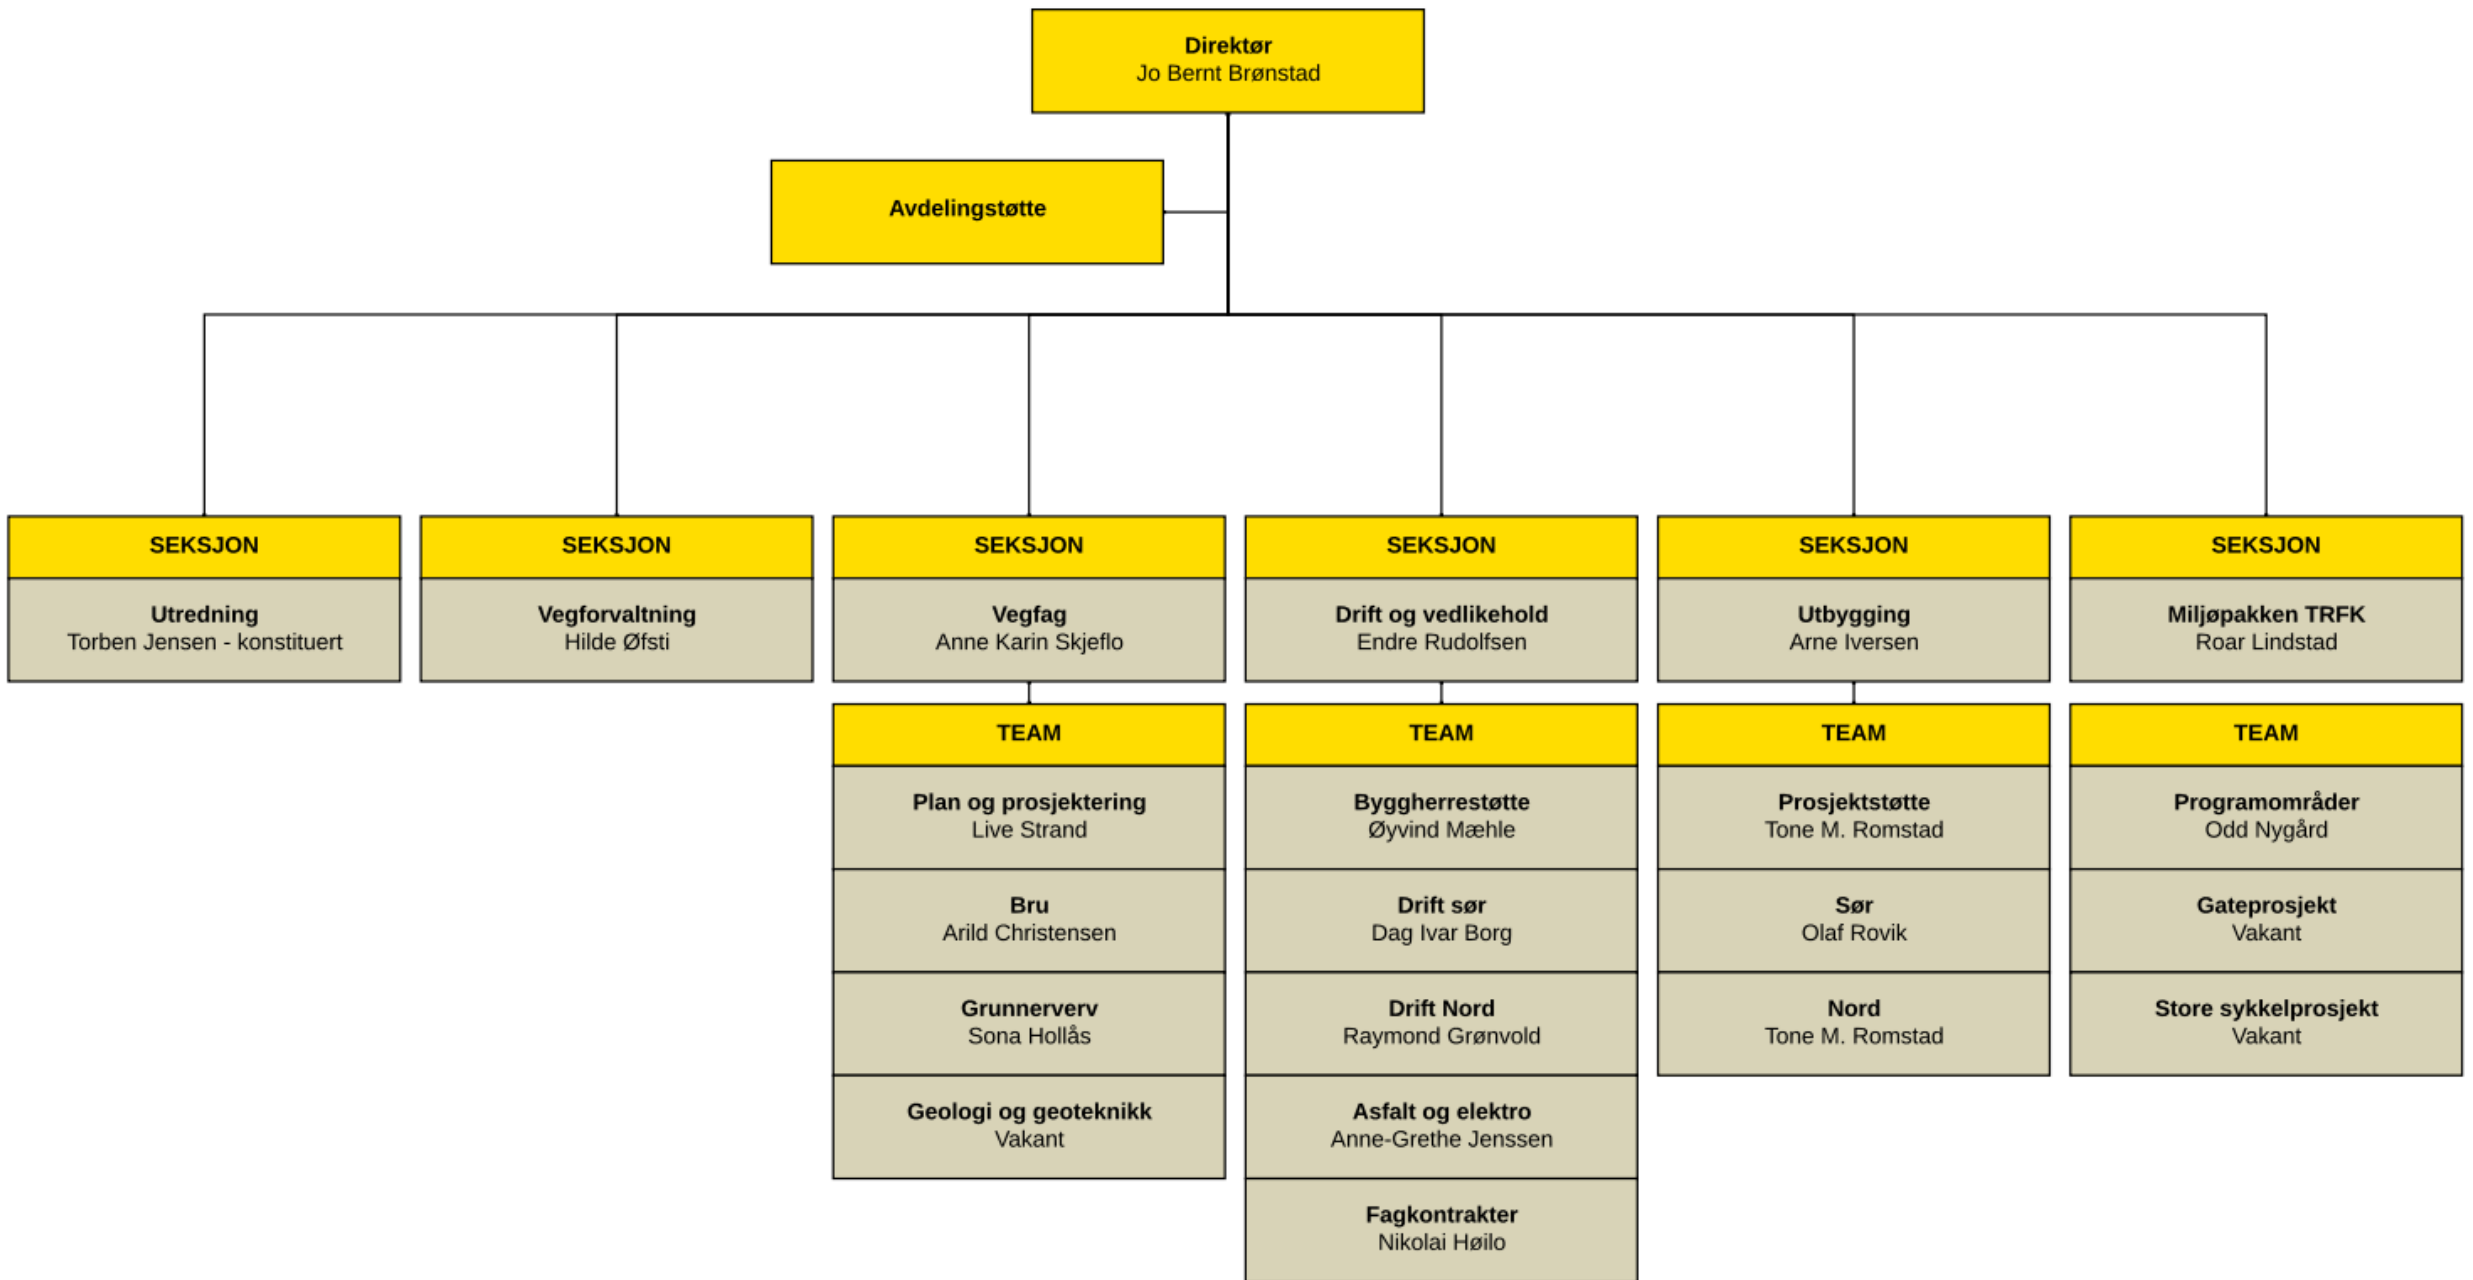 Direktør
Jo Bernt Brønstad
Avdelingstøtte
SEKSJON
Utredning
Torben Jensen - konstituert
SEKSJON
Vegforvaltning
Hilde Øfsti
SEKSJON
Vegfag
Anne Karin Skjeflo
TEAM
Plan og prosjektering
Live Strand
Bru
Arild Christensen
Grunnerverv
Sona Hollås
Geologi og geoteknikk
Vakant
SEKSJON
Drift og vedlikehold
Endre Rudolfsen
TEAM
Byggherrestøtte
Øyvind Mæhle
Drift sør
Dag Ivar Borg
Drift Nord
Raymond Grønvold
Asfalt og elektro
Anne-Grethe Jenssen
Fagkontrakter
Nikolai Høilo
SEKSJON
Utbygging
Arne Iversen
TEAM
Prosjektstøtte
Tone M. Romstad
Sør
Olaf Rovik
Nord
Tone M. Romstad
SEKSJON
Miljøpakken TRFK
Roar Lindstad
TEAM
Programområder
Odd Nygård
Gateprosjekt
Vakant
Store sykkelprosjekt
Vakant